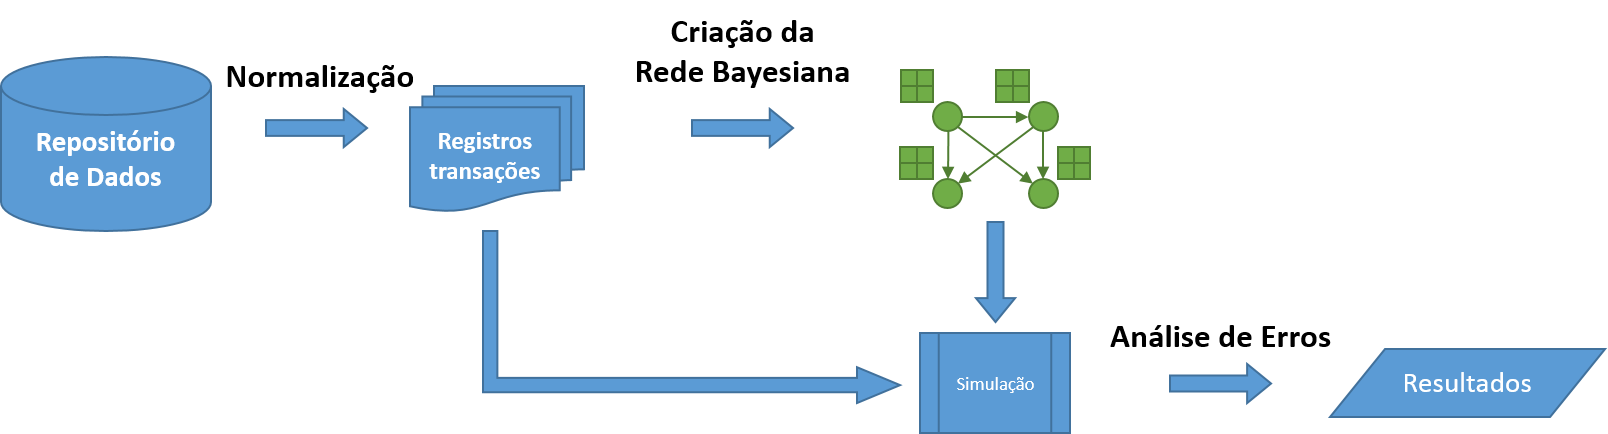 Repositório
de Dados
Normalização
Registros
transações
Criação da
Rede Bayesiana
Simulação
Análise de Erros
Resultados